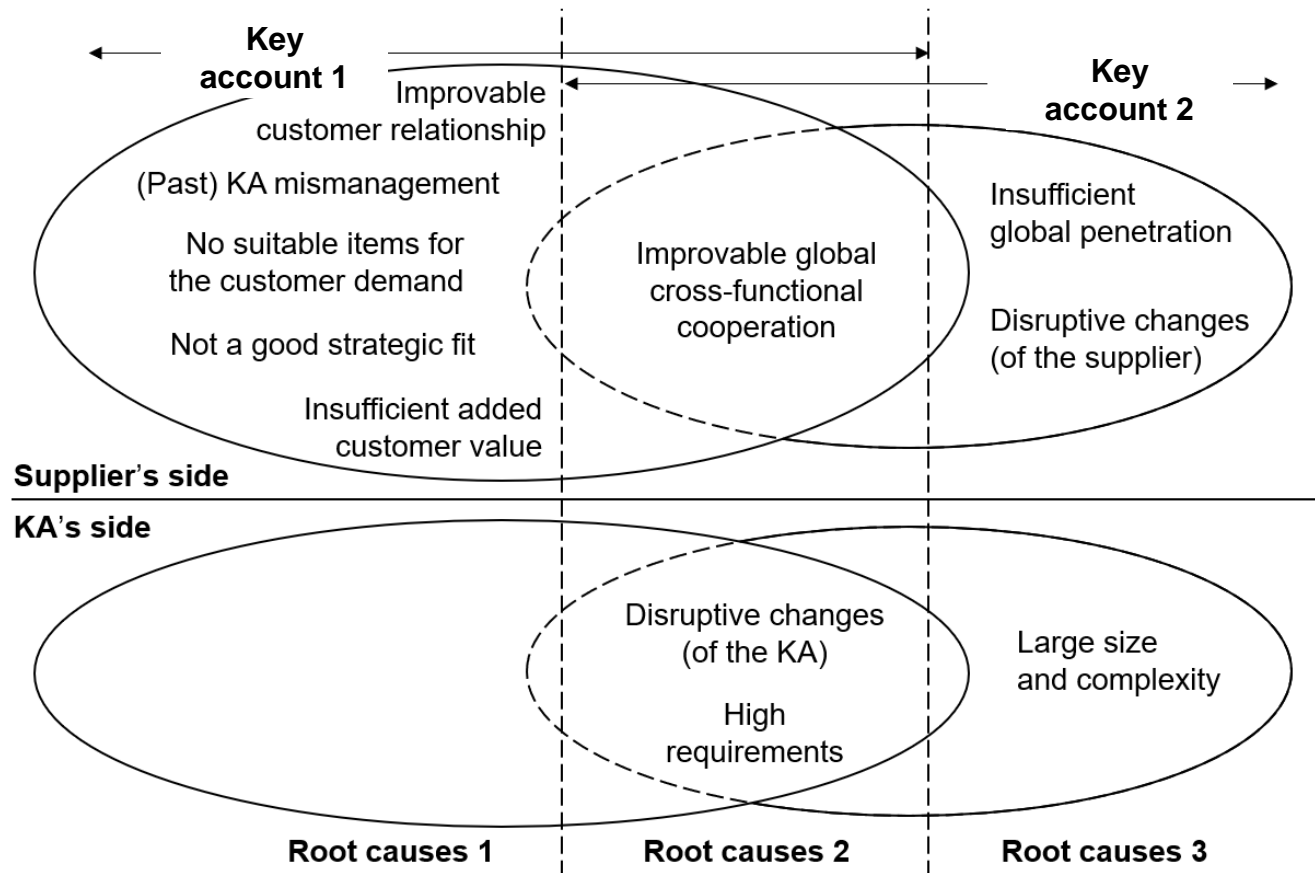 Key
account 1
Key
account 2
Improvable
customer relationship
(Past) KA mismanagement
No suitable items for
the customer demand
Not a good strategic fit
Insufficient added
customer value
Improvable global
cross-functional
cooperation
Insufficient
global penetration
Disruptive changes
(of the supplier)
Supplier's side
KA's side
Disruptive changes
(of the KA)
High
requirements
Large size
and complexity
Root causes 1
Root causes 2
Root causes 3